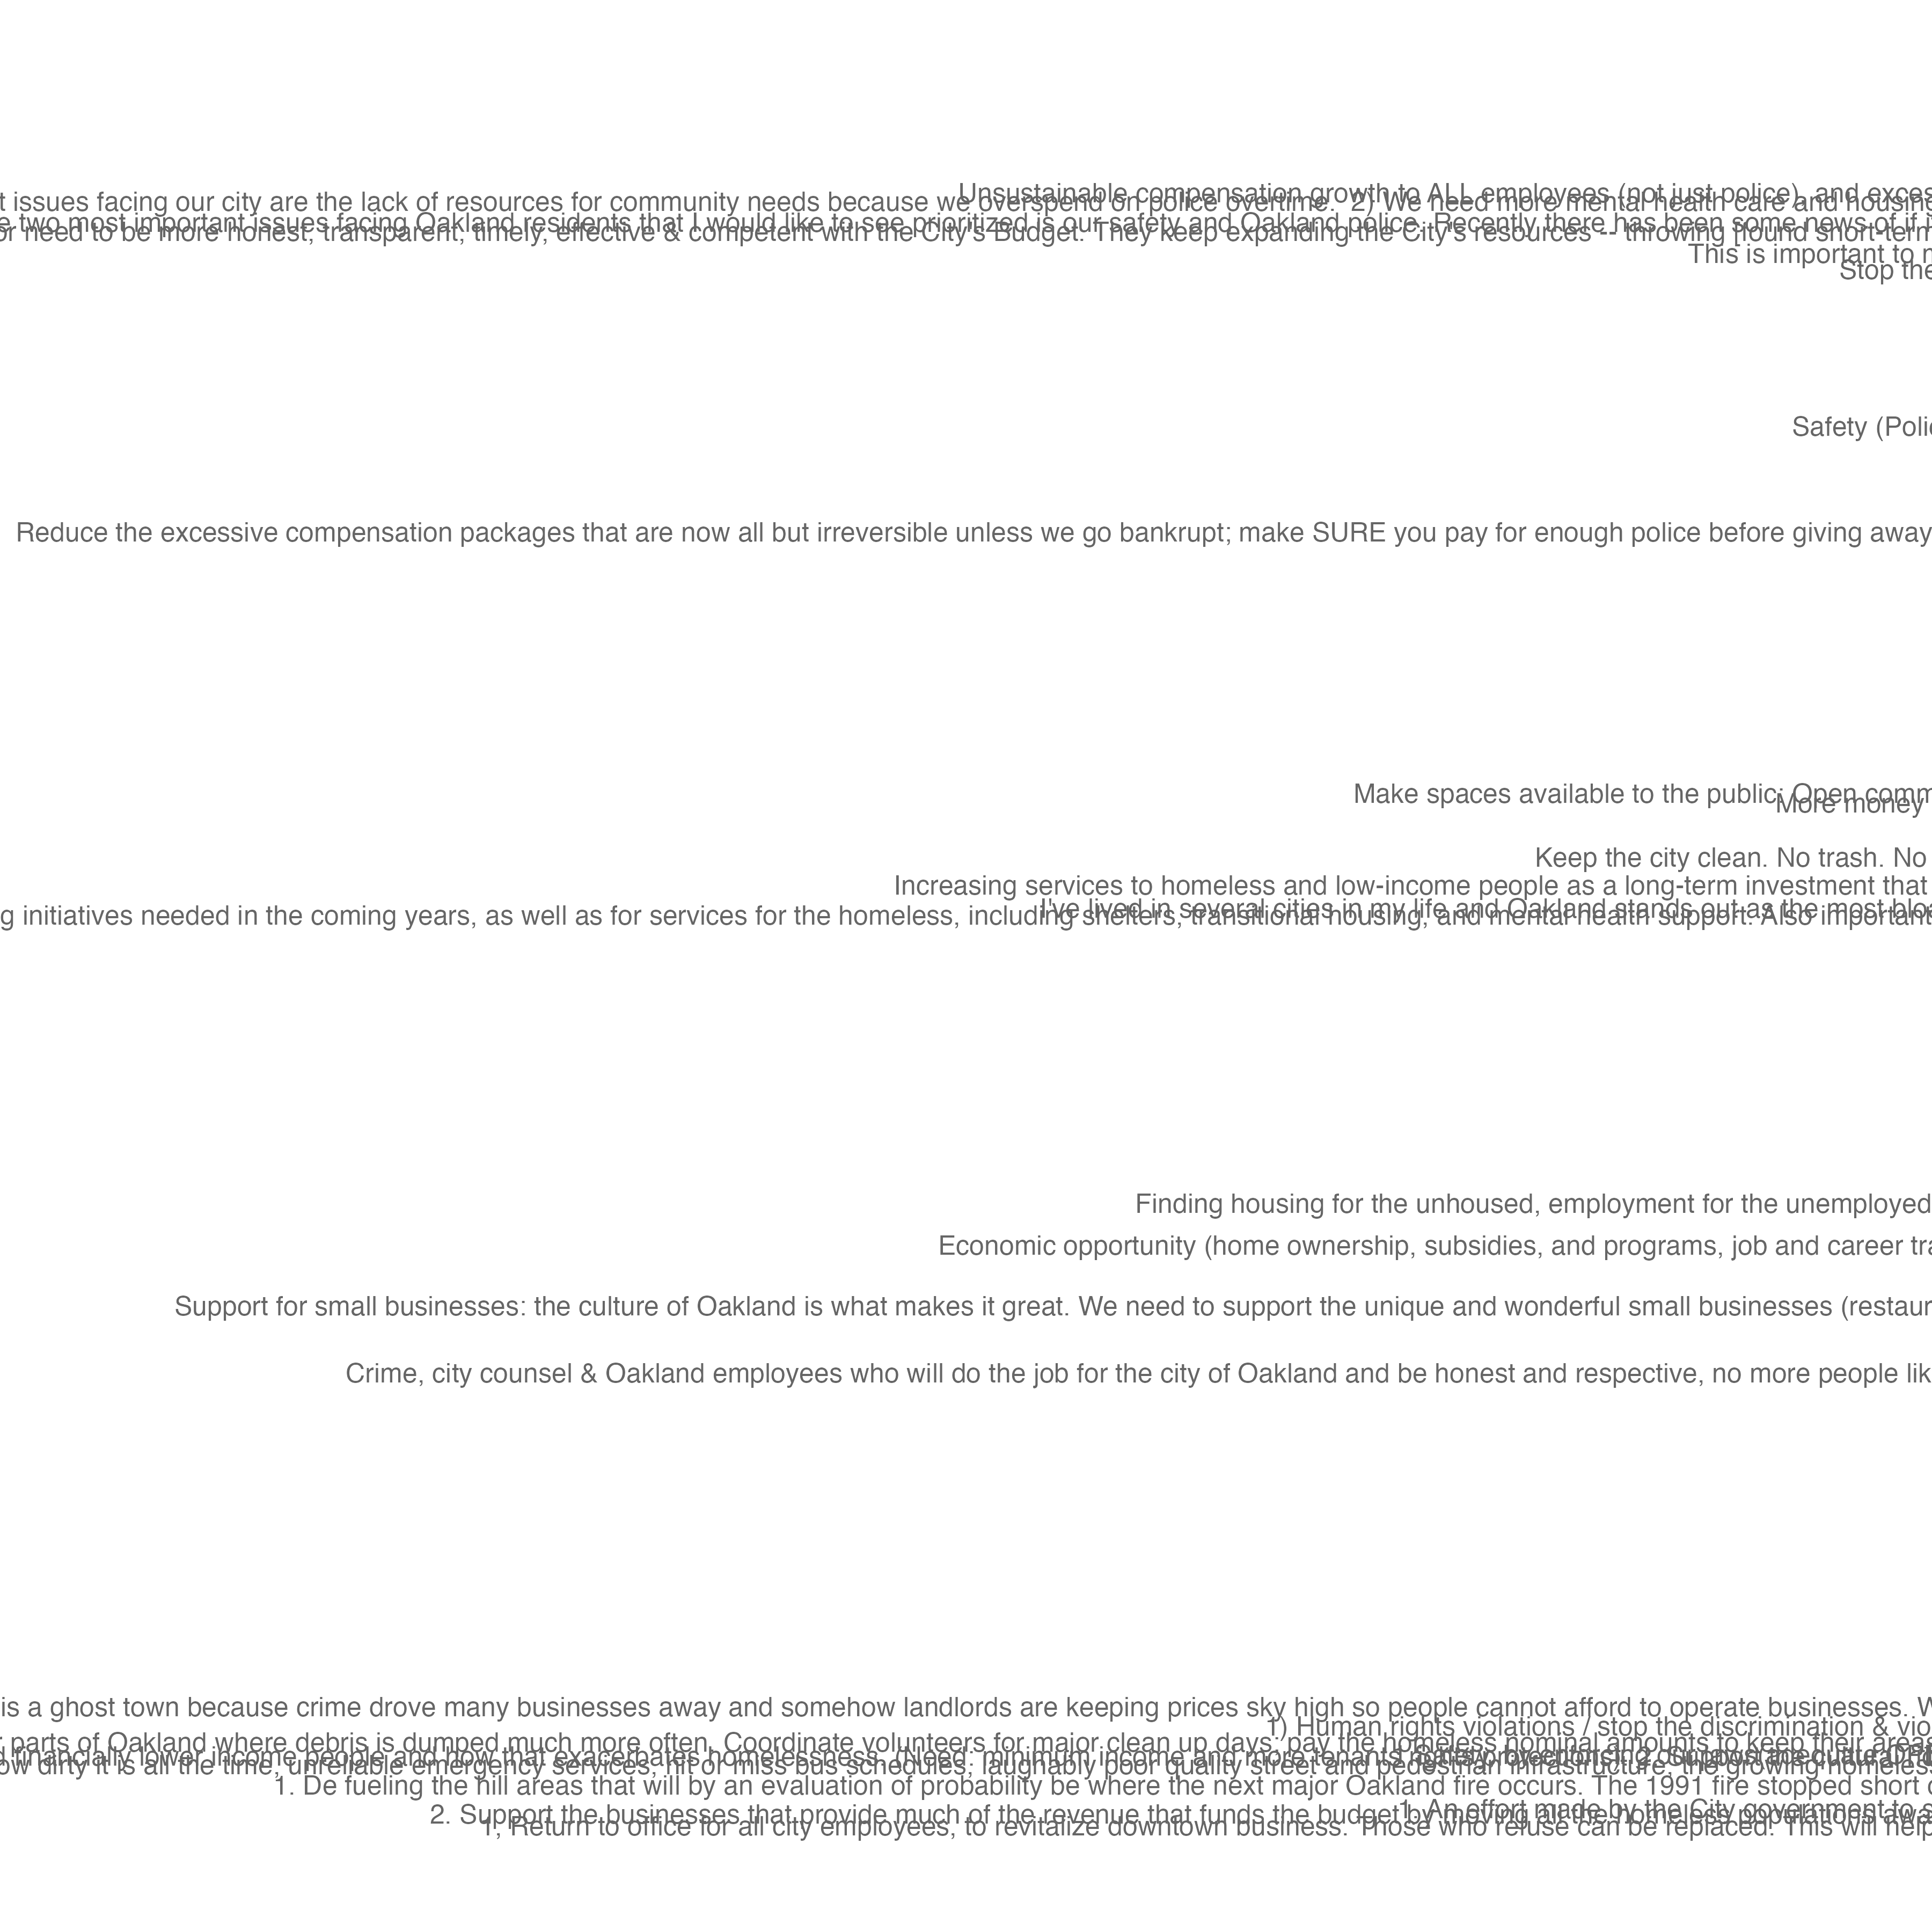 Unsustainable compensation growth to ALL employees (not just police), and exces
t issues facing our city are the lack of resources for community needs because we overspend on police overtime. 2) We need more mental health care and housing
e two most important issues facing Oakland residents that I would like to see prioritized is our safety and Oakland police. Recently there has been some news of if i
or need to be more honest, transparent, timely, effective & competent with the City's Budget. They keep expanding the City's resources -- throwing [found short-term
This is important to
Stop the
Safety (Polic
Reduce the excessive compensation packages that are now all but irreversible unless we go bankrupt; make SURE you pay for enough police before giving away
Make spaces available to the public: Open comm
More money
Keep the city clean. No trash. No
Increasing services to homeless and low-income people as a long-term investment that
I've lived in several cities in my life and Oakland stands out as the most
g initiatives needed in the coming years, as well as for services for the homeless, including shelters, transitional housing, and mental health support. Also important
Finding housing for the unhoused, employment for the unemployed
Economic opportunity (home ownership, subsidies, and programs, job and career tra
Support for small businesses: the culture of Oakland is what makes it great. We need to support the unique and wonderful small businesses (restaur
Crime, city counsel & Oakland employees who will do the job for the city of Oakland and be honest and respective, no more people lik
is a ghost town because crime drove many businesses away and somehow landlords are keeping prices sky high so people cannot afford to operate businesses. W
1) Human rights violations / stop the discrimination & vio
parts of Oakland where debris is dumped much more often. Coordinate volunteers for major clean up days; pay the homeless nominal amounts to keep their areas
financially lower income people and how that exacerbates homelessness. (Need: minimum income and more tenants
ow dirty it is all the time, unreliable emergency services, hit or miss bus schedules, laughably poor quality street and pedestrian infrastructure, the growing homeles
1. De fueling the hill areas that will by an evaluation of probability be where the next major Oakland fire occurs. The 1991 fire stopped short
1. An effort made by the City government to
2. Support the businesses that provide much of the revenue that funds the budget by moving all the homeless populations awa
1, Return to office for all city employees, to revitalize downtown business. Those who refuse can be replaced. This will help